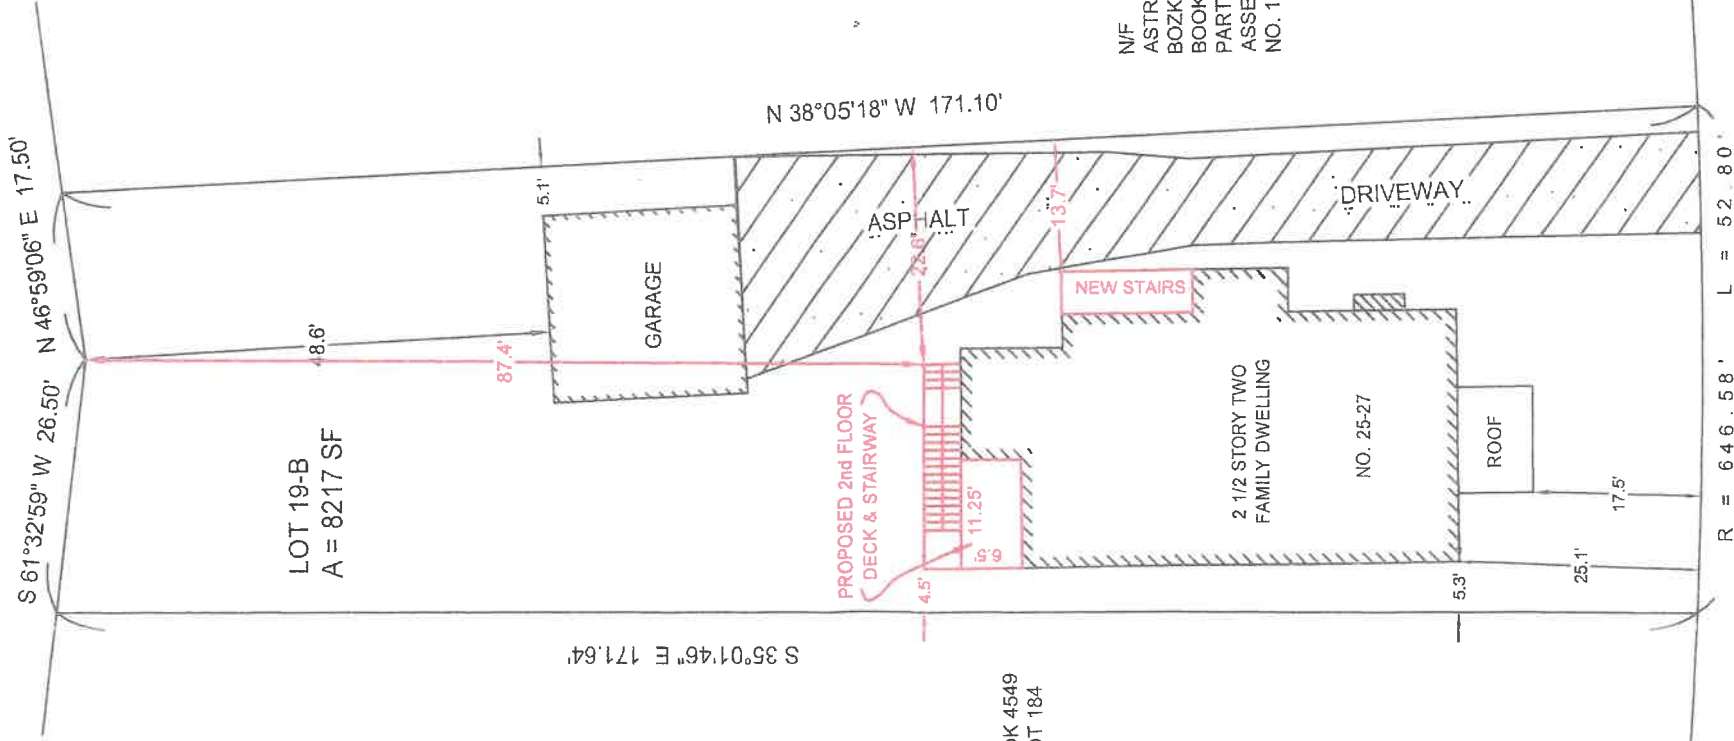 S 61°32'59" W 26.50'
N 46°59'06" E 17.50'
N/F
ASTR
BOZK
BOOK
PART
ASSE
NO. 1
N 38°05'18" W 171.10'
5.1'
48.6'
87.4'
GARAGE
ASPHALT
DRIVEWAY
22.6'
13.7'
LOT 19-B
A = 8217 SF
NEW STAIRS
PROPOSED 2nd FLOOR
DECK & STAIRWAY
11.25'
6.5'
4.5'
2 1/2 STORY TWO
FAMILY DWELLING
NO. 25-27
ROOF
17.5'
5.3'
25.1'
S 35°01'46" E 171.64'
OK 4549
OT 184
R = 646.58' L = 52.80'